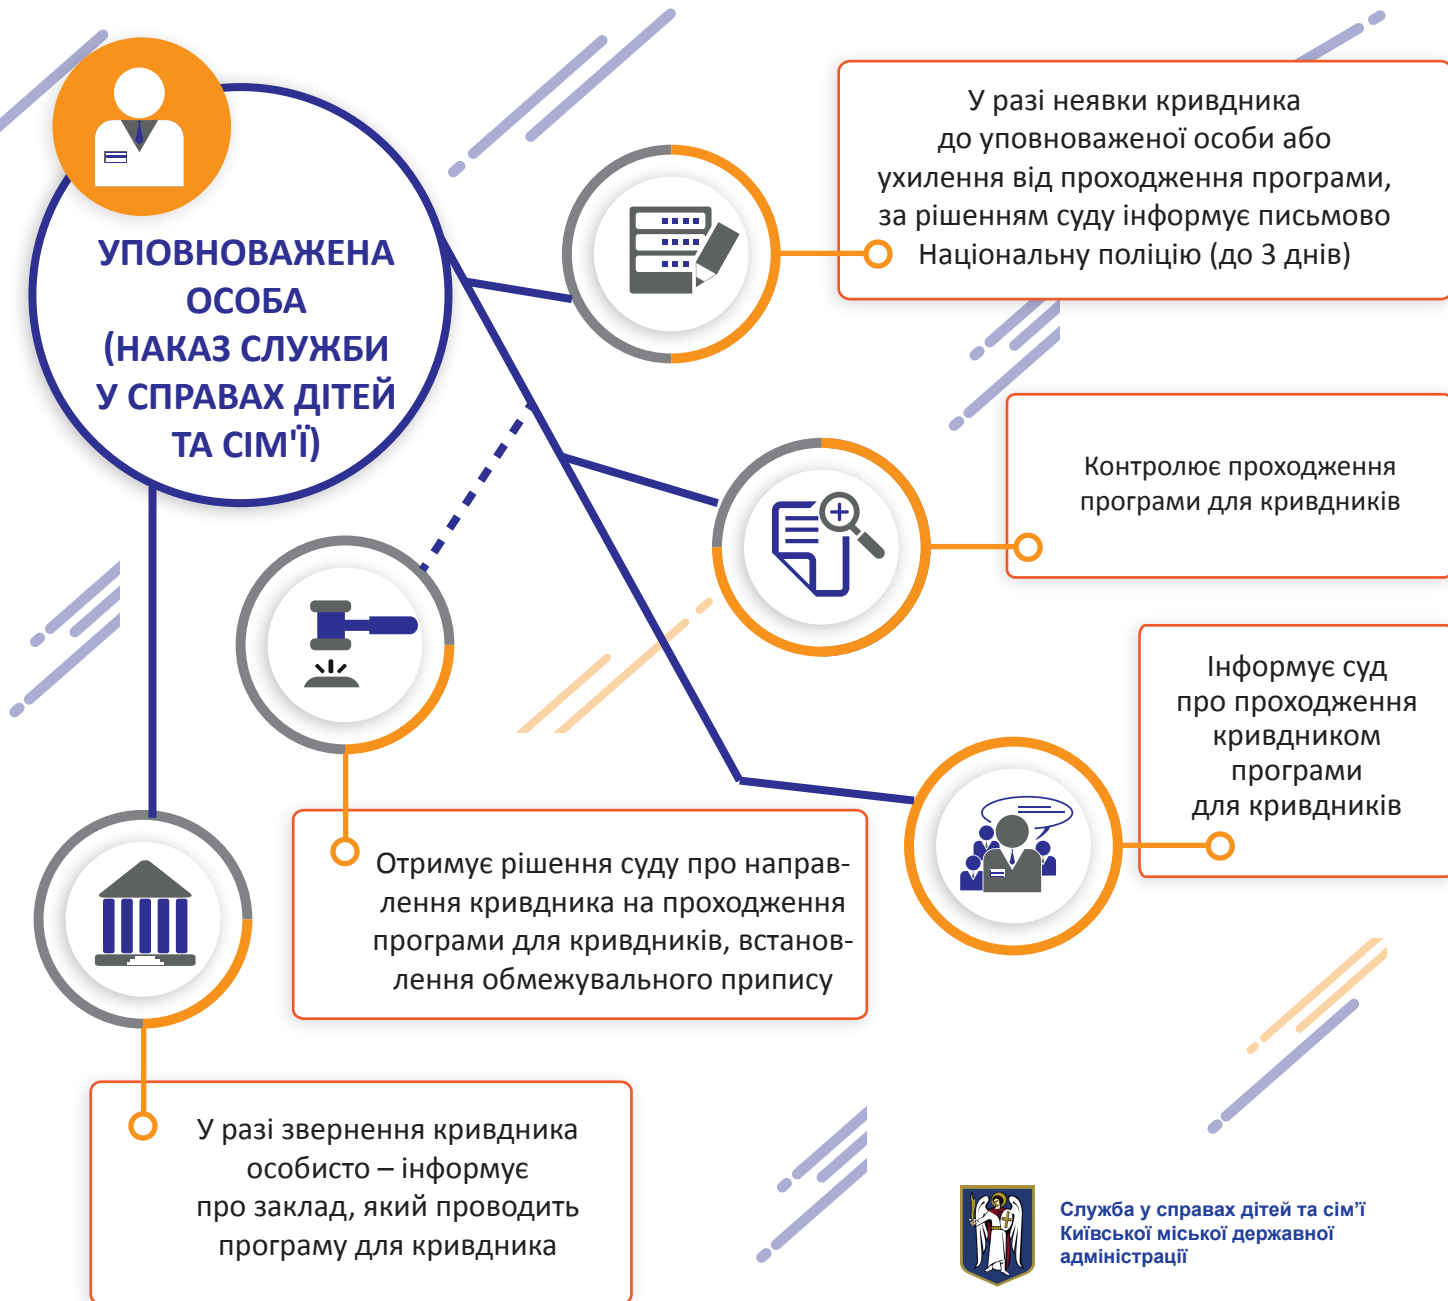 УПОВНОВАЖЕНА
ОСОБА
(НАКАЗ СЛУЖБИ
У СПРАВАХ ДІТЕЙ
ТА СІМ'Ї)
У разі неявки кривдника
до уповноваженої особи або
ухилення від проходження програми,
за рішенням суду інформує письмово
Національну поліцію (до 3 днів)
Контролює проходження
програми для кривдників
Інформує суд
про проходження
кривдником
програми
для кривдників
Отримує рішення суду про направ-
лення кривдника на проходження
програми для кривдників, встанов-
лення обмежувального припису
У разі звернення кривдника
особисто – інформує
про заклад, який проводить
програму для кривдника
Служба у справах дітей та сім’ї
Київської міської державної
адміністрації